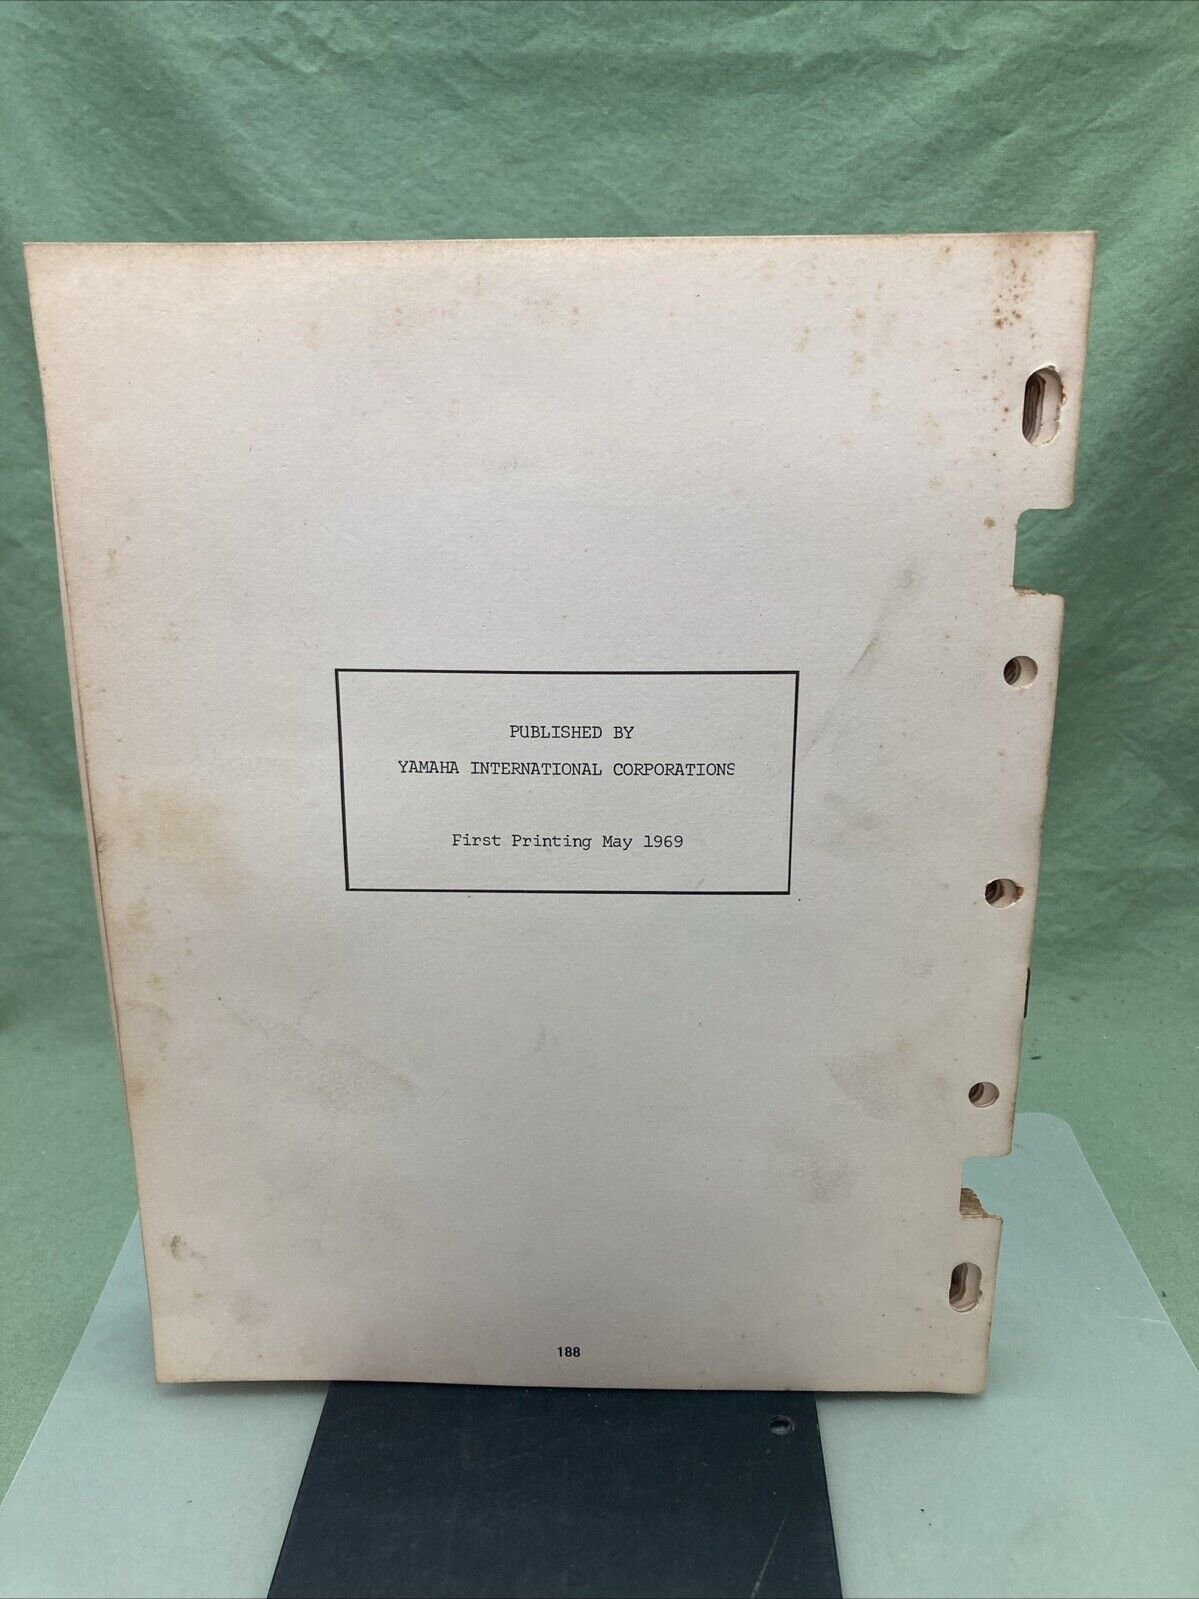 PUBLISHED BY
YAMAHA INTERNATIONAL CORPORATIONS
First Printing May 1969
188